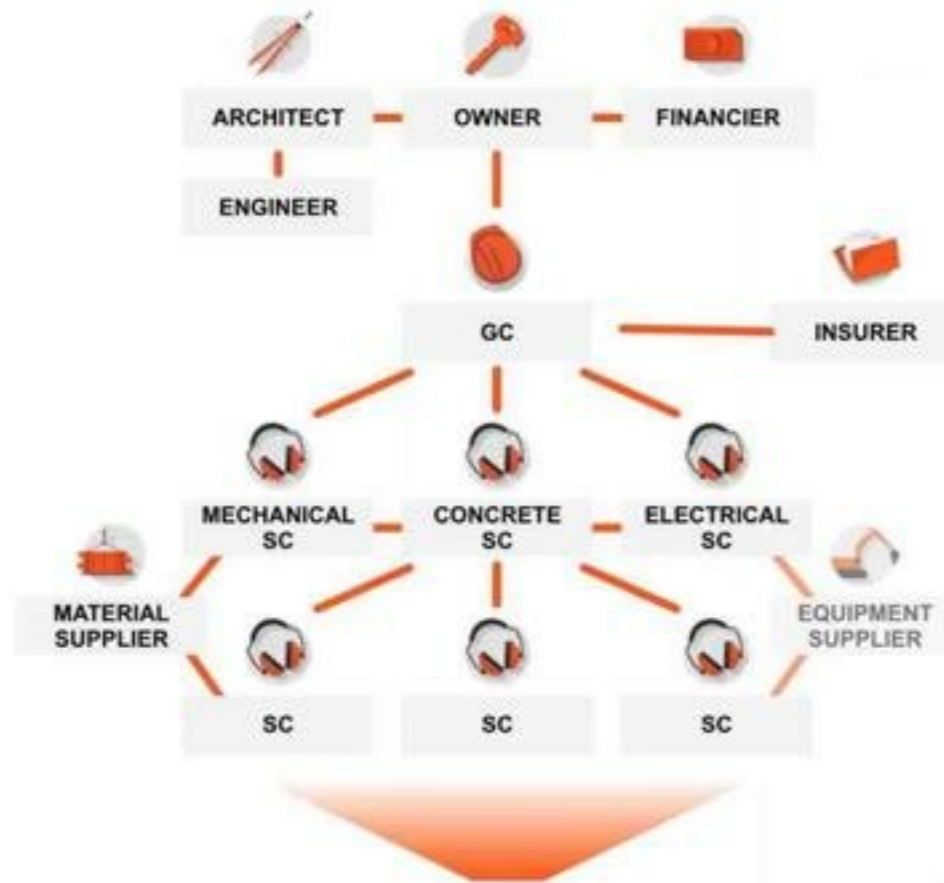 ARCHITECT
OWNER
FINANCIER
ENGINEER
GC
INSURER
MECHANICAL
SC
CONCRETE
SC
ELECTRICAL
SC
MATERIAL
SUPPLIER
EQUIPMENT
SUPPLIER
SC
SC
SC